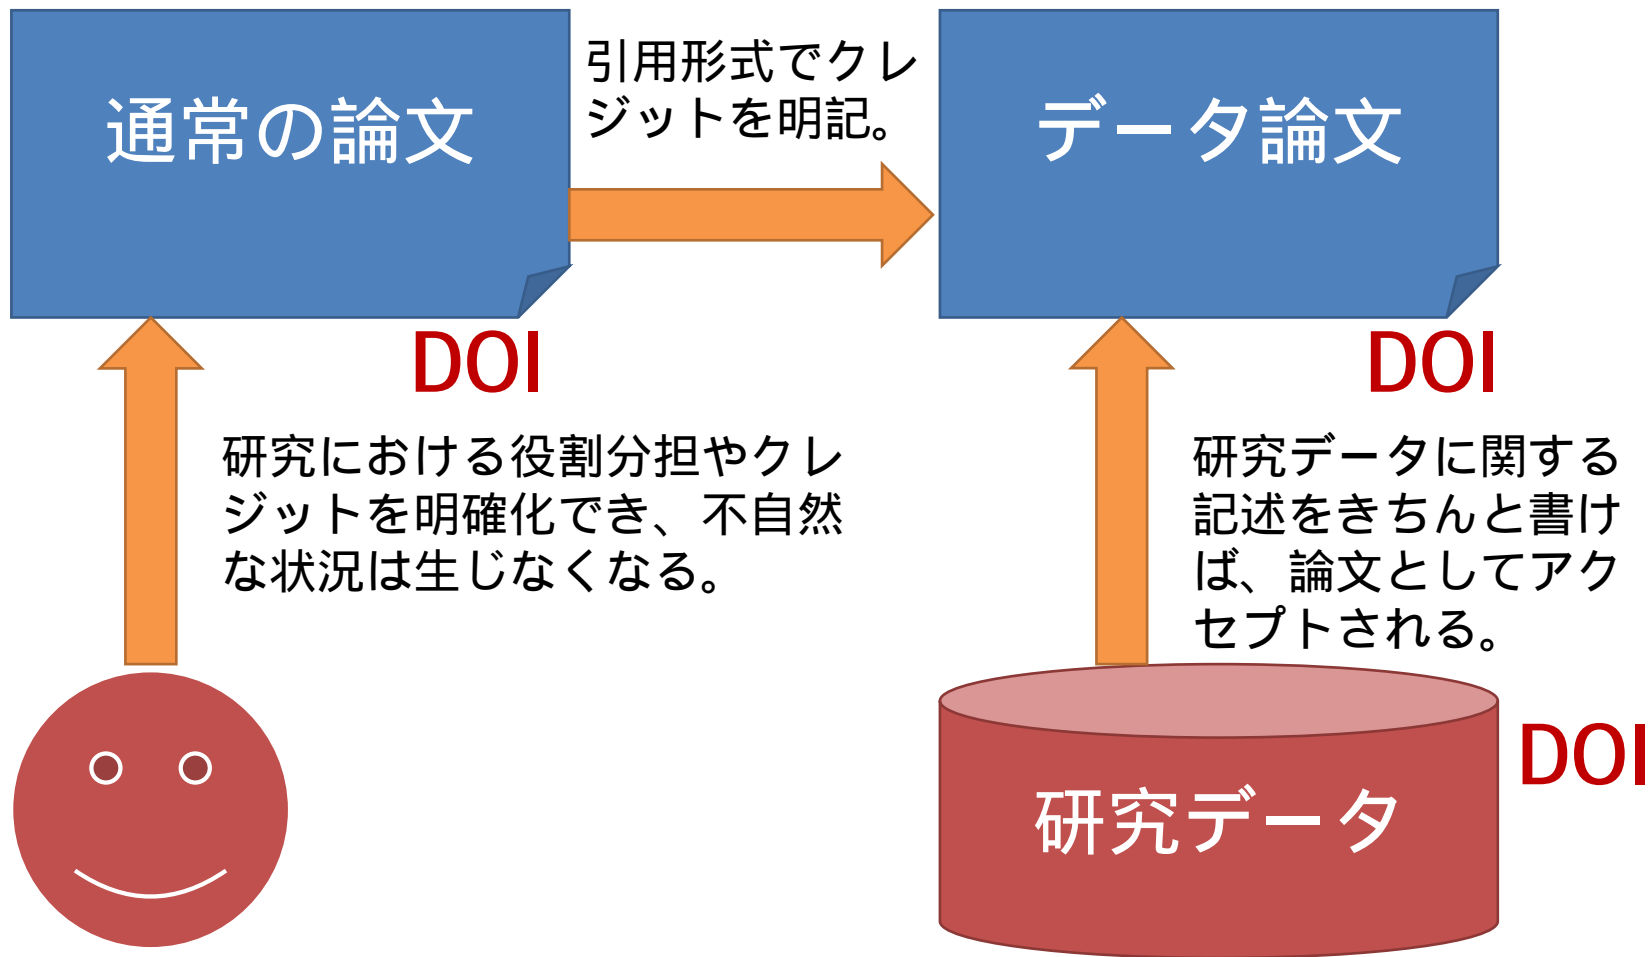 通常の論文
引用形式でクレ
ジットを明記。
データ論文
DOI
DOI
研究における役割分担やクレ
ジットを明確化でき、不自然
な状況は生じなくなる。
研究データに関する
記述をきちんと書け
ば、論文としてアク
セプトされる。
研究データ
DOI